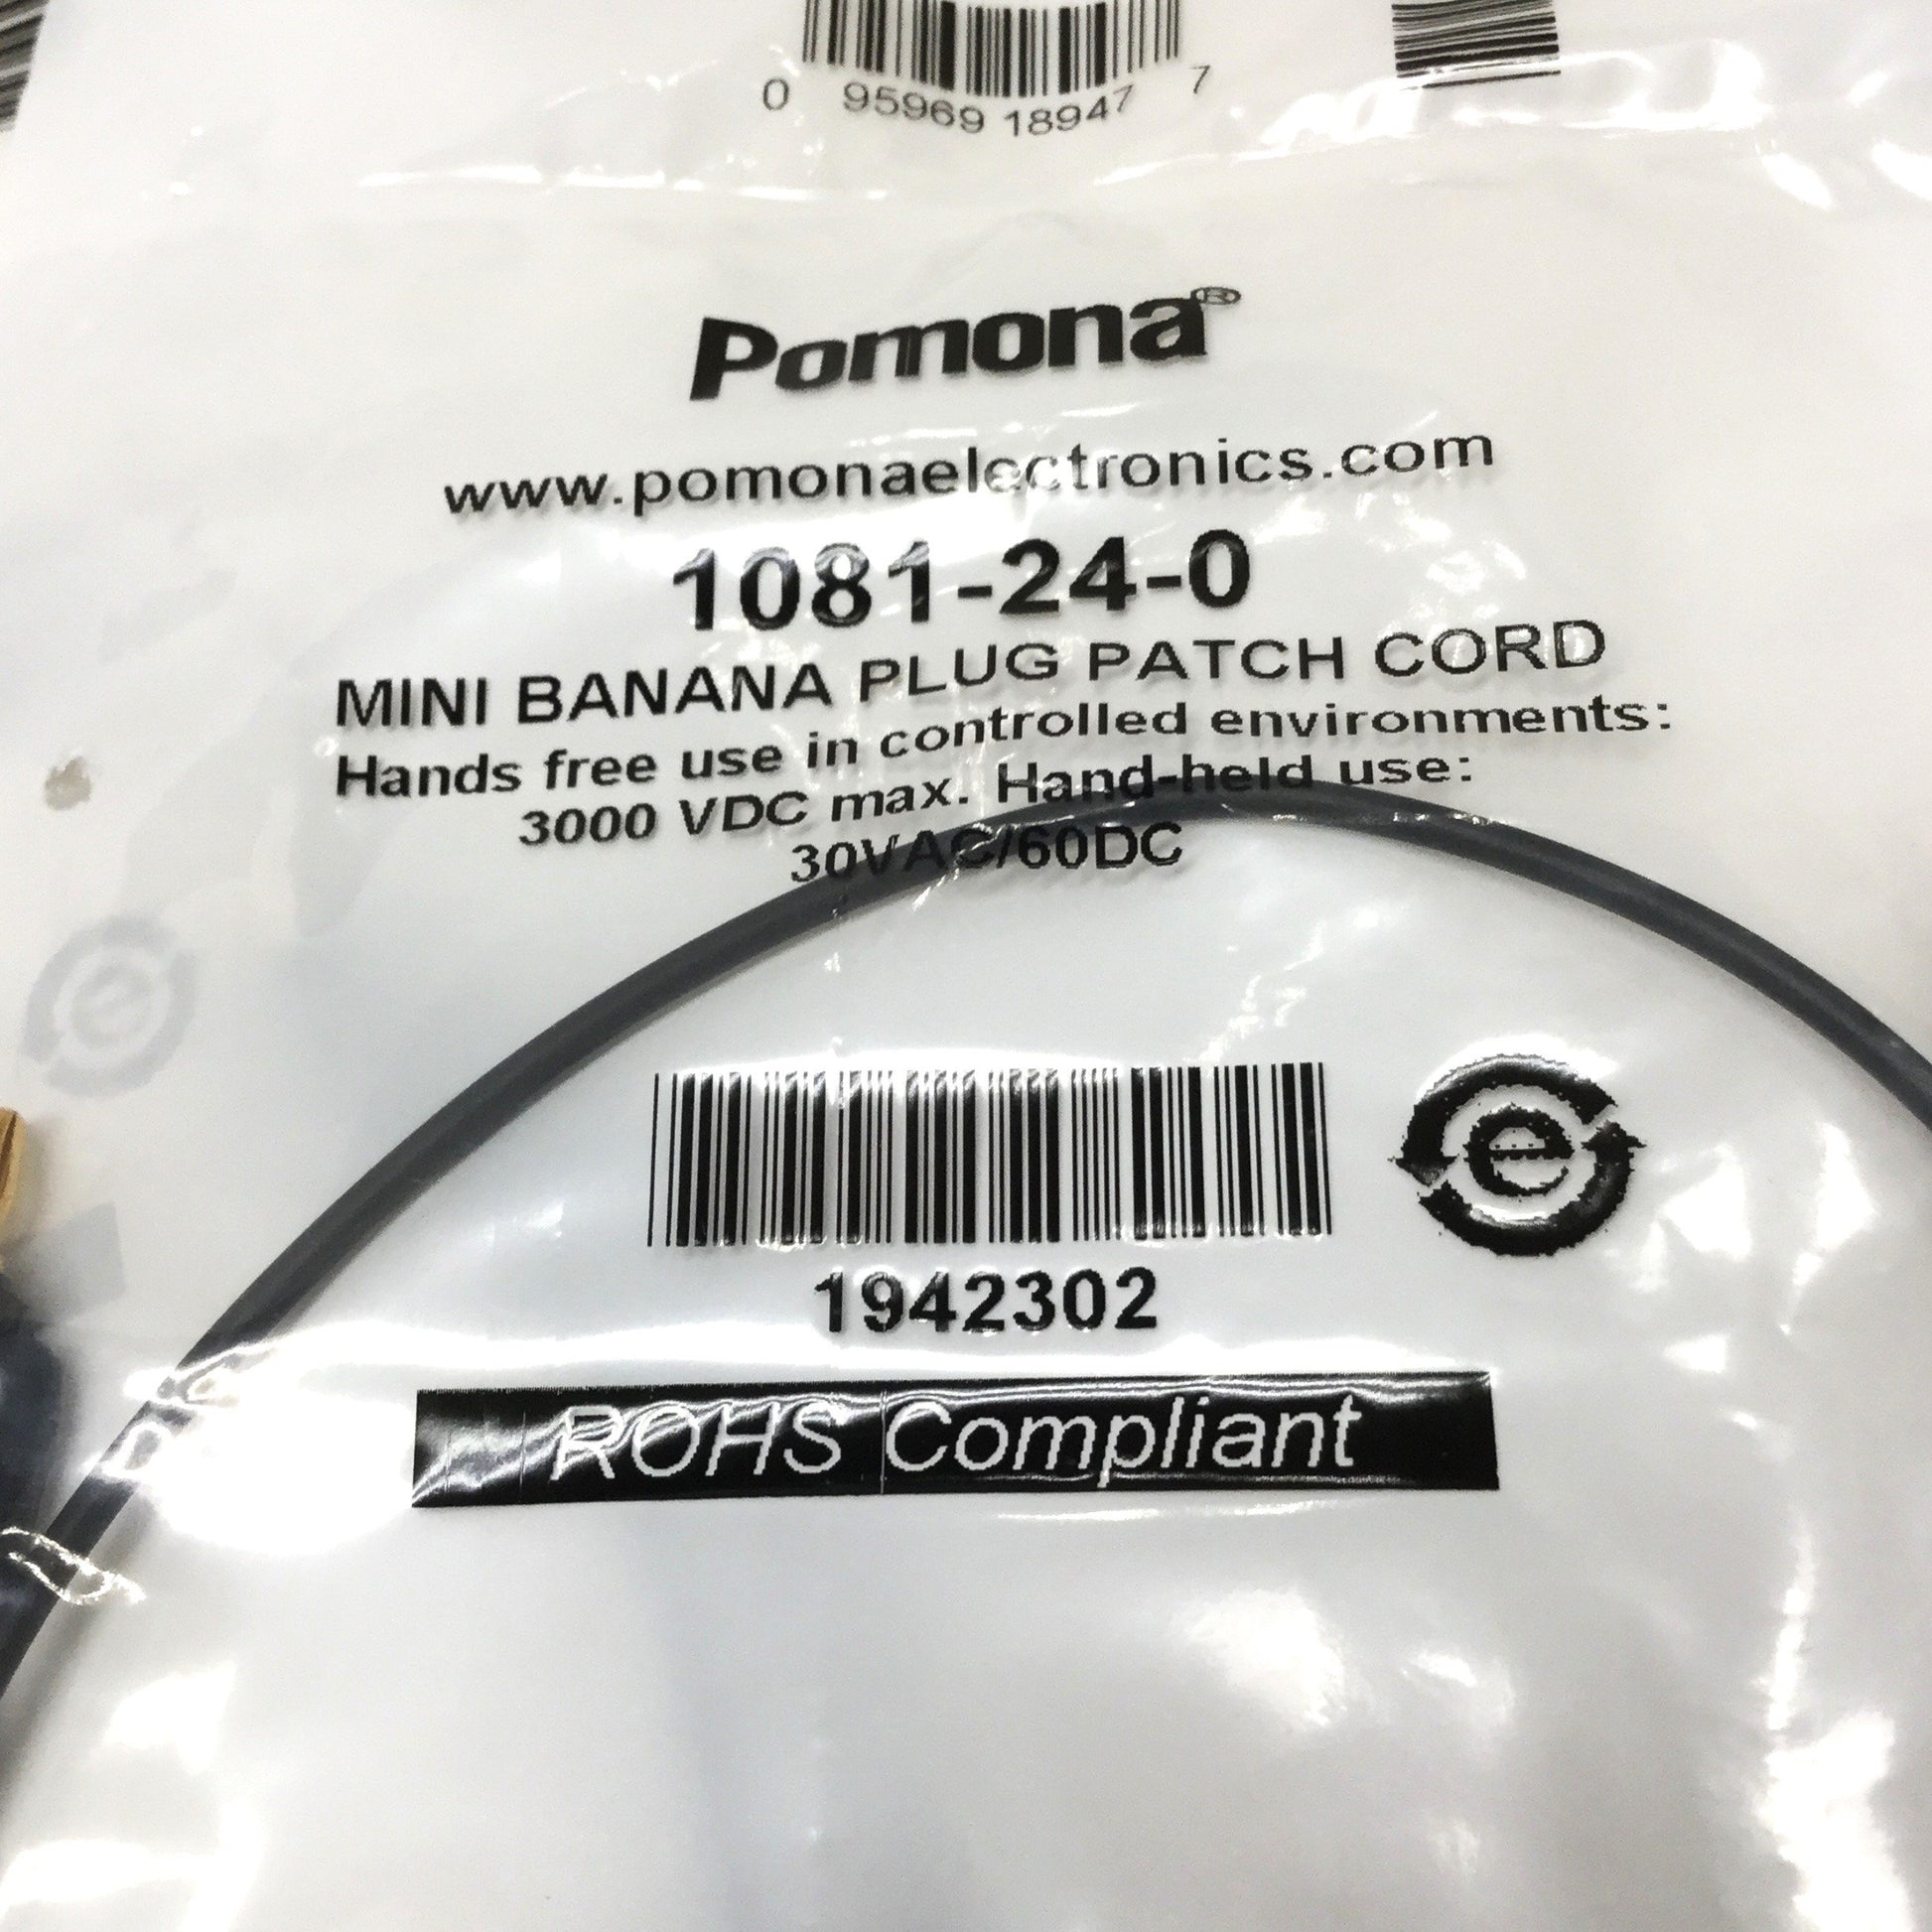 0 95969 18947 7
Pomona®
www.pomonaelectronics.com
1081-24-0
MINI BANANA PLUG PATCH CORD
Hands free use in controlled environments:
3000 VDC max. Hand-held use:
30VAC/60DC
e
1942302
ROHS Compliant